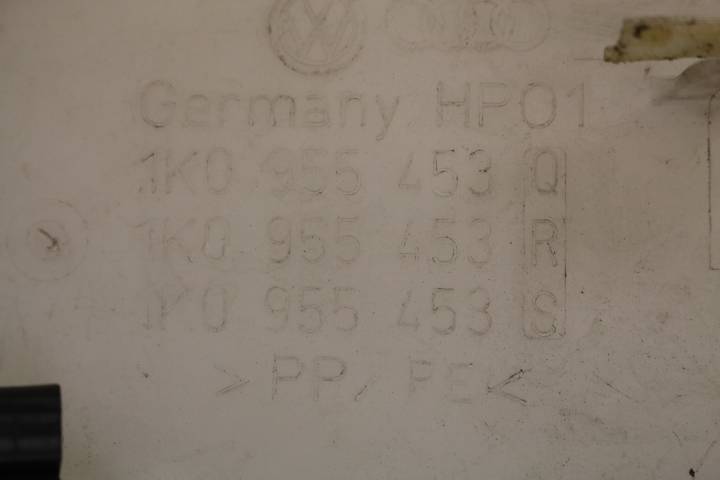 Germany HP01
1K0 955 453 Q
1K0 955 453 R
1K0 955 453 S
>PP, PE<